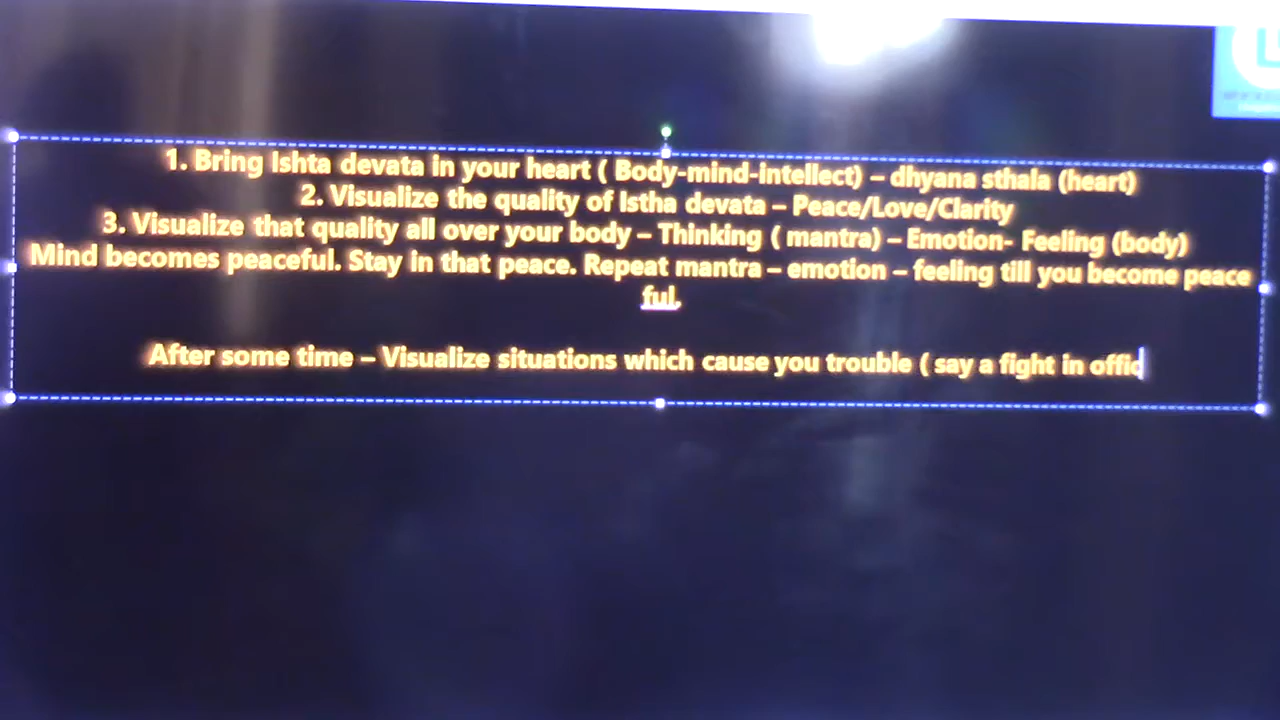 1. Bring Ishta devata in your heart ( Body-mind-intellect) – dhyana sthala (heart)
2. Visualize the quality of Istha devata – Peace/Love/Clarity
3. Visualize that quality all over your body – Thinking ( mantra) – Emotion- Feeling (body)
Mind becomes peaceful. Stay in that peace. Repeat mantra – emotion – feeling till you become peace
ful.
After some time – Visualize situations which cause you trouble ( say a fight in offic